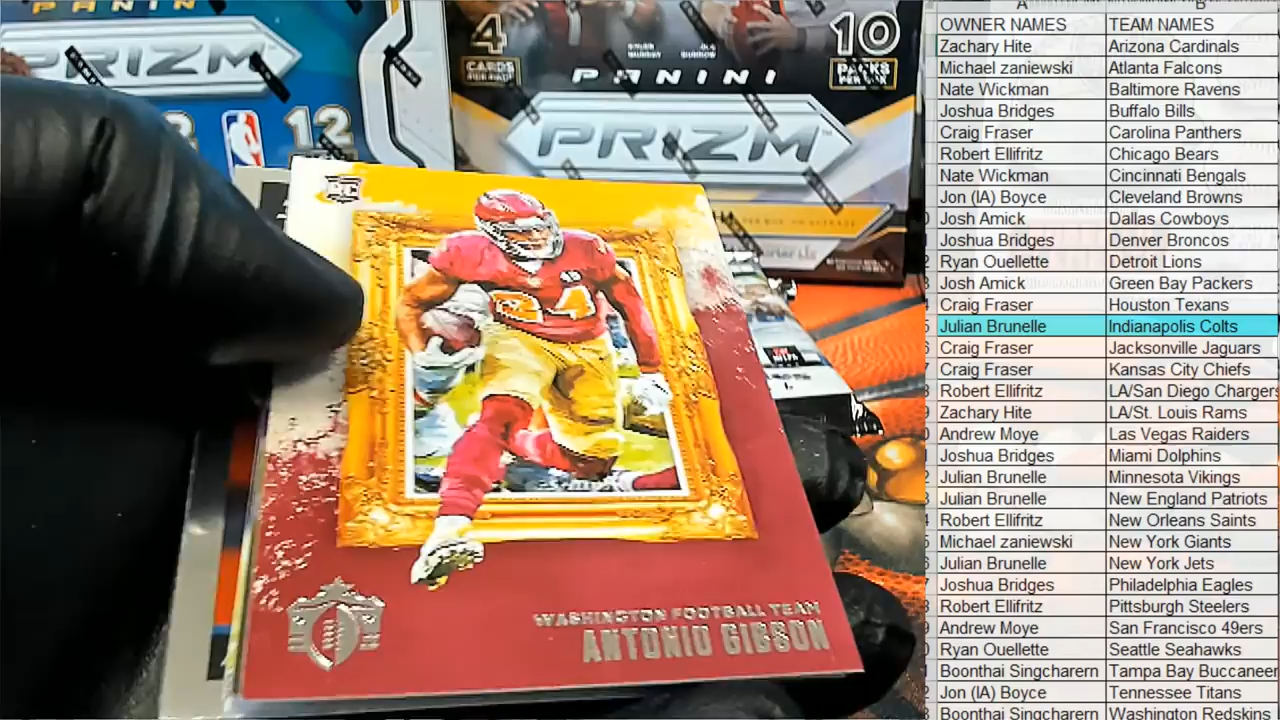 PANINI
PRIZM
12
4
CARDS
PER PACK
10
PACKS
PER BOX
PANINI
PRIZM
RC
24
WASHINGTON FOOTBALL TEAM
ANTONIO GIBSON
A B
OWNER NAMES TEAM NAMES
Zachary Hite Arizona Cardinals
Michael zaniewski Atlanta Falcons
Nate Wickman Baltimore Ravens
Joshua Bridges Buffalo Bills
Craig Fraser Carolina Panthers
Robert Ellifritz Chicago Bears
Nate Wickman Cincinnati Bengals
Jon (IA) Boyce Cleveland Browns
Josh Amick Dallas Cowboys
Joshua Bridges Denver Broncos
Ryan Ouellette Detroit Lions
Josh Amick Green Bay Packers
Craig Fraser Houston Texans
Julian Brunelle Indianapolis Colts
Craig Fraser Jacksonville Jaguars
Craig Fraser Kansas City Chiefs
Robert Ellifritz LA/San Diego Chargers
Zachary Hite LA/St. Louis Rams
Andrew Moye Las Vegas Raiders
Joshua Bridges Miami Dolphins
Julian Brunelle Minnesota Vikings
Julian Brunelle New England Patriots
Robert Ellifritz New Orleans Saints
Michael zaniewski New York Giants
Julian Brunelle New York Jets
Joshua Bridges Philadelphia Eagles
Robert Ellifritz Pittsburgh Steelers
Andrew Moye San Francisco 49ers
Ryan Ouellette Seattle Seahawks
Boonthai Singcharern Tampa Bay Buccaneer
Jon (IA) Boyce Tennessee Titans
Boonthai Singcharern Washington Redskins